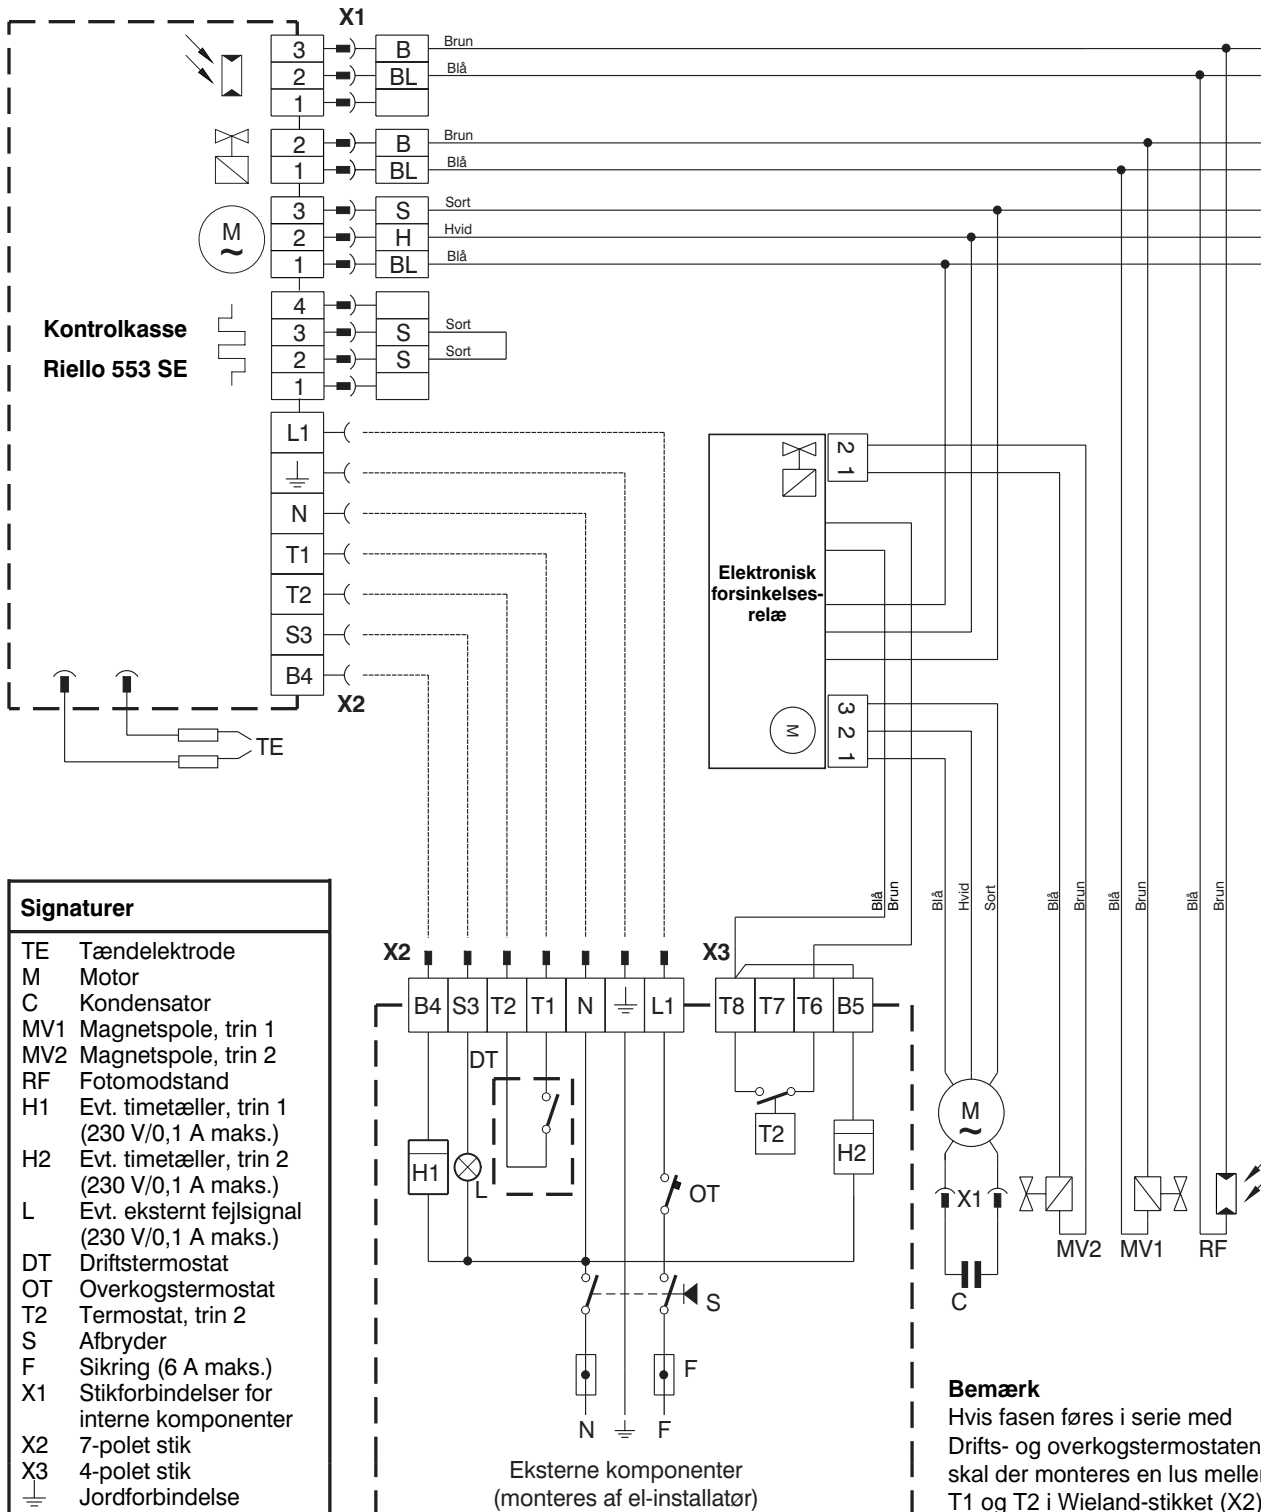 X1
3 B Brun
2 BL Blå
1
2 B Brun
1 BL Blå
M
~
3 S Sort
2 H Hvid
1 BL Blå
4
3 S Sort
2 S Sort
1
Kontrolkasse
Riello 553 SE
L1
N
T1
T2
S3
B4
X2
TE
2 1
Elektronisk
forsinkelses-
relæ
M
3 2 1
Blå
Brun
Blå
Hvid
Sort
Blå
Brun
Blå
Brun
Blå
Brun
Signaturer
TE Tændelektrode
M Motor
C Kondensator
MV1 Magnetspole, trin 1
MV2 Magnetspole, trin 2
RF Fotomodstand
H1 Evt. timetæller, trin 1
(230 V/0,1 A maks.)
H2 Evt. timetæller, trin 2
(230 V/0,1 A maks.)
L Evt. eksternt fejlsignal
(230 V/0,1 A maks.)
DT Driftstermostat
OT Overkogstermostat
T2 Termostat, trin 2
S Afbryder
F Sikring (6 A maks.)
X1 Stikforbindelser for
interne komponenter
X2 7-polet stik
X3 4-polet stik
Jordforbindelse
X2
B4 S3 T2 T1 N L1
X3
T8 T7 T6 B5
DT
H1
L
T2
H2
OT
S
F
N F
Eksterne komponenter
(monteres af el-installatør)
M
~
X1
C
MV2
MV1
RF
Bemærk
Hvis fasen føres i serie med
Drifts- og overkogstermostaten
skal der monteres en lus meller
T1 og T2 i Wieland-stikket (X2)